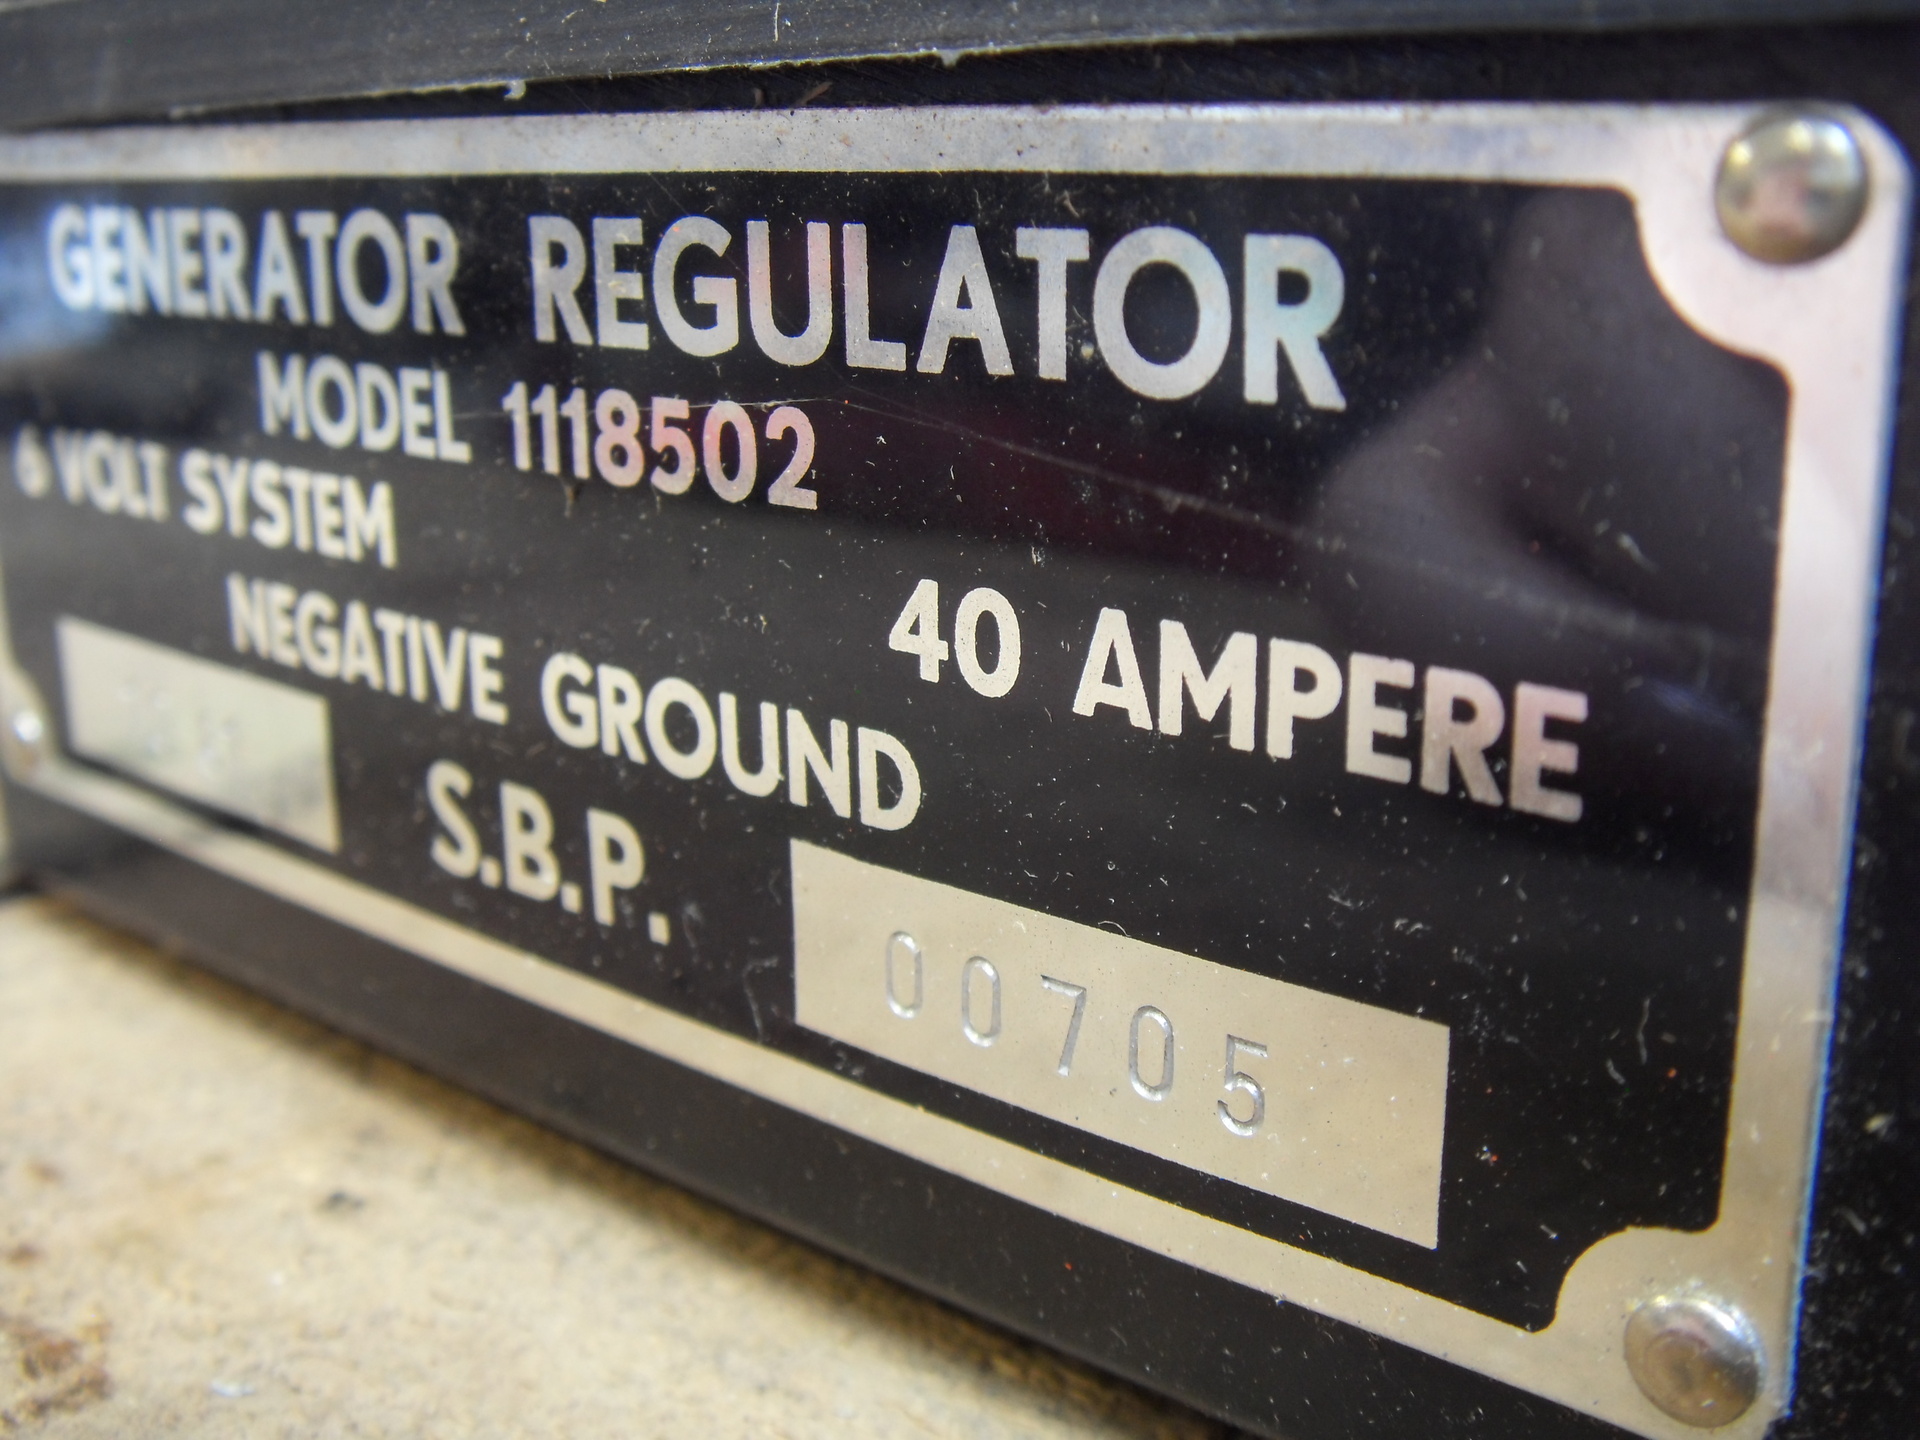 GENERATOR REGULATOR
MODEL 1118502
6 VOLT SYSTEM 40 AMPERE
NEGATIVE GROUND
S.B.P.
00705